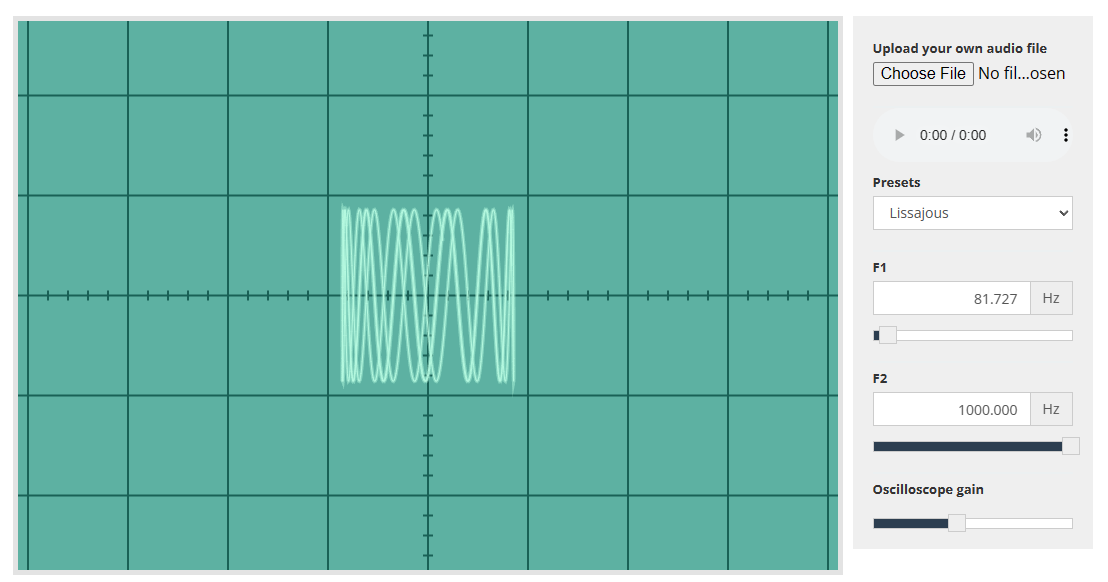 Upload your own audio file
Choose File No fil...osen
0:00 / 0:00
Presets
Lissajous
F1
81.727 Hz
F2
1000.000 Hz
Oscilloscope gain